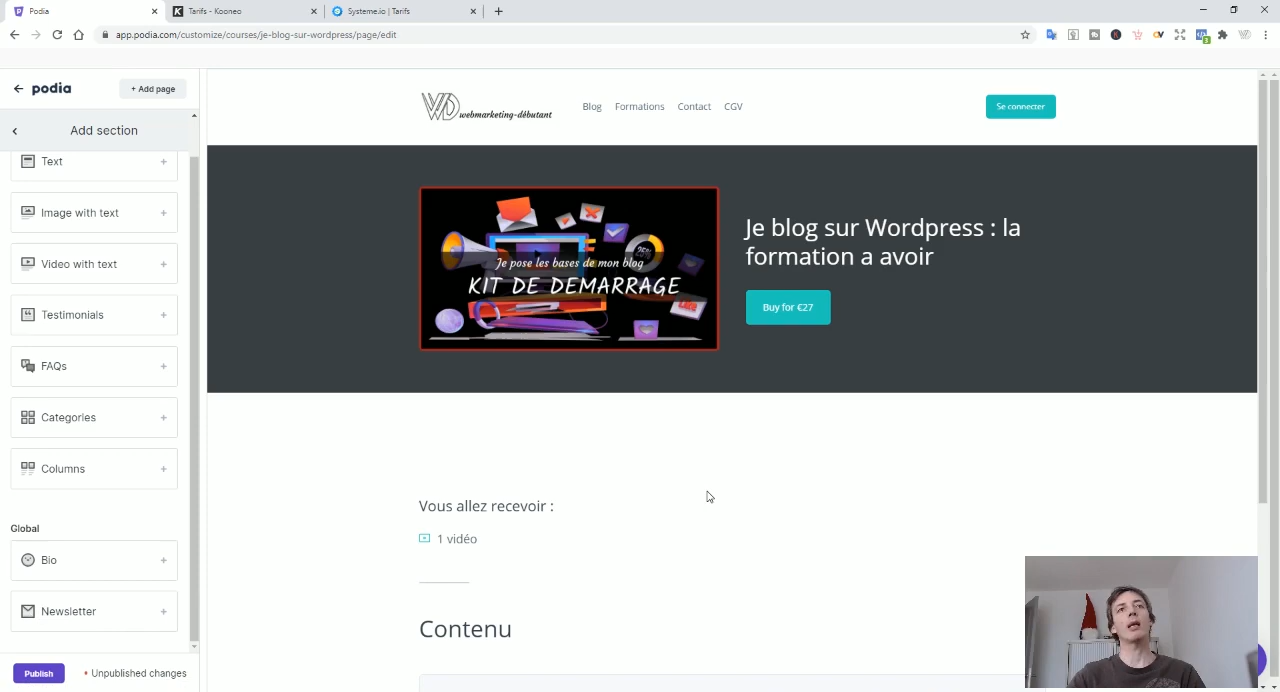 Podia
Tarifs - Kooneo
Systeme.io | Tarifs
app.podia.com/customize/courses/je-blog-sur-wordpress/page/edit
podia
+ Add page
Add section
Text
Image with text
Video with text
Testimonials
FAQs
Categories
Columns
Global
Bio
Newsletter
Publish
• Unpublished changes
WD webmarketing-débutant
Blog
Formations
Contact
CGV
Se connecter
Je pose les bases de mon blog
KIT DE DEMARRAGE
Je blog sur Wordpress : la
formation a avoir
Buy for €27
Vous allez recevoir :
1 vidéo
Contenu